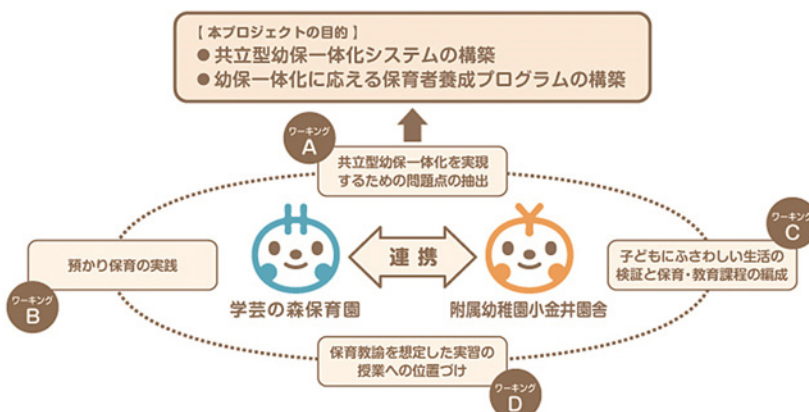 【 本プロジェクトの目的 】
● 共立型幼保一体化システムの構築
● 幼保一体化に応える保育者養成プログラムの構築
ワーキング
A
共立型幼保一体化を実現
するための問題点の抽出
ワーキング
C
預かり保育の実践
ワーキング
B
連携
子どもにふさわしい生活の
検証と保育・教育課程の編成
学芸の森保育園
附属幼稚園小金井園舎
保育教諭を想定した実習の
授業への位置づけ
ワーキング
D